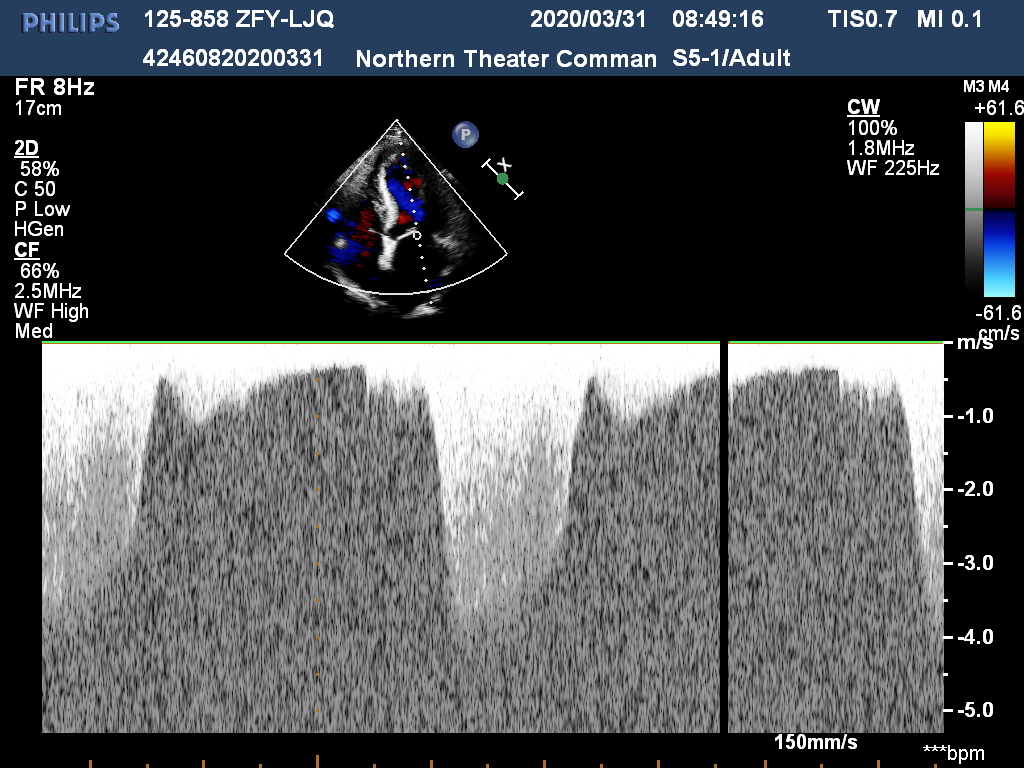 PHILIPS 125-858 ZFY-LJQ 2020/03/31 08:49:16 TIS0.7 MI 0.1
42460820200331 Northern Theater Comman S5-1/Adult
FR 8Hz
17cm
2D
58%
C 50
P Low
HGen
CF
66%
2.5MHz
WF High
Med
P
X
CW
100%
1.8MHz
WF 225Hz
M3 M4
+61.6
-61.6
cm/s
m/s
-1.0
-2.0
-3.0
-4.0
-5.0
150mm/s
***bpm